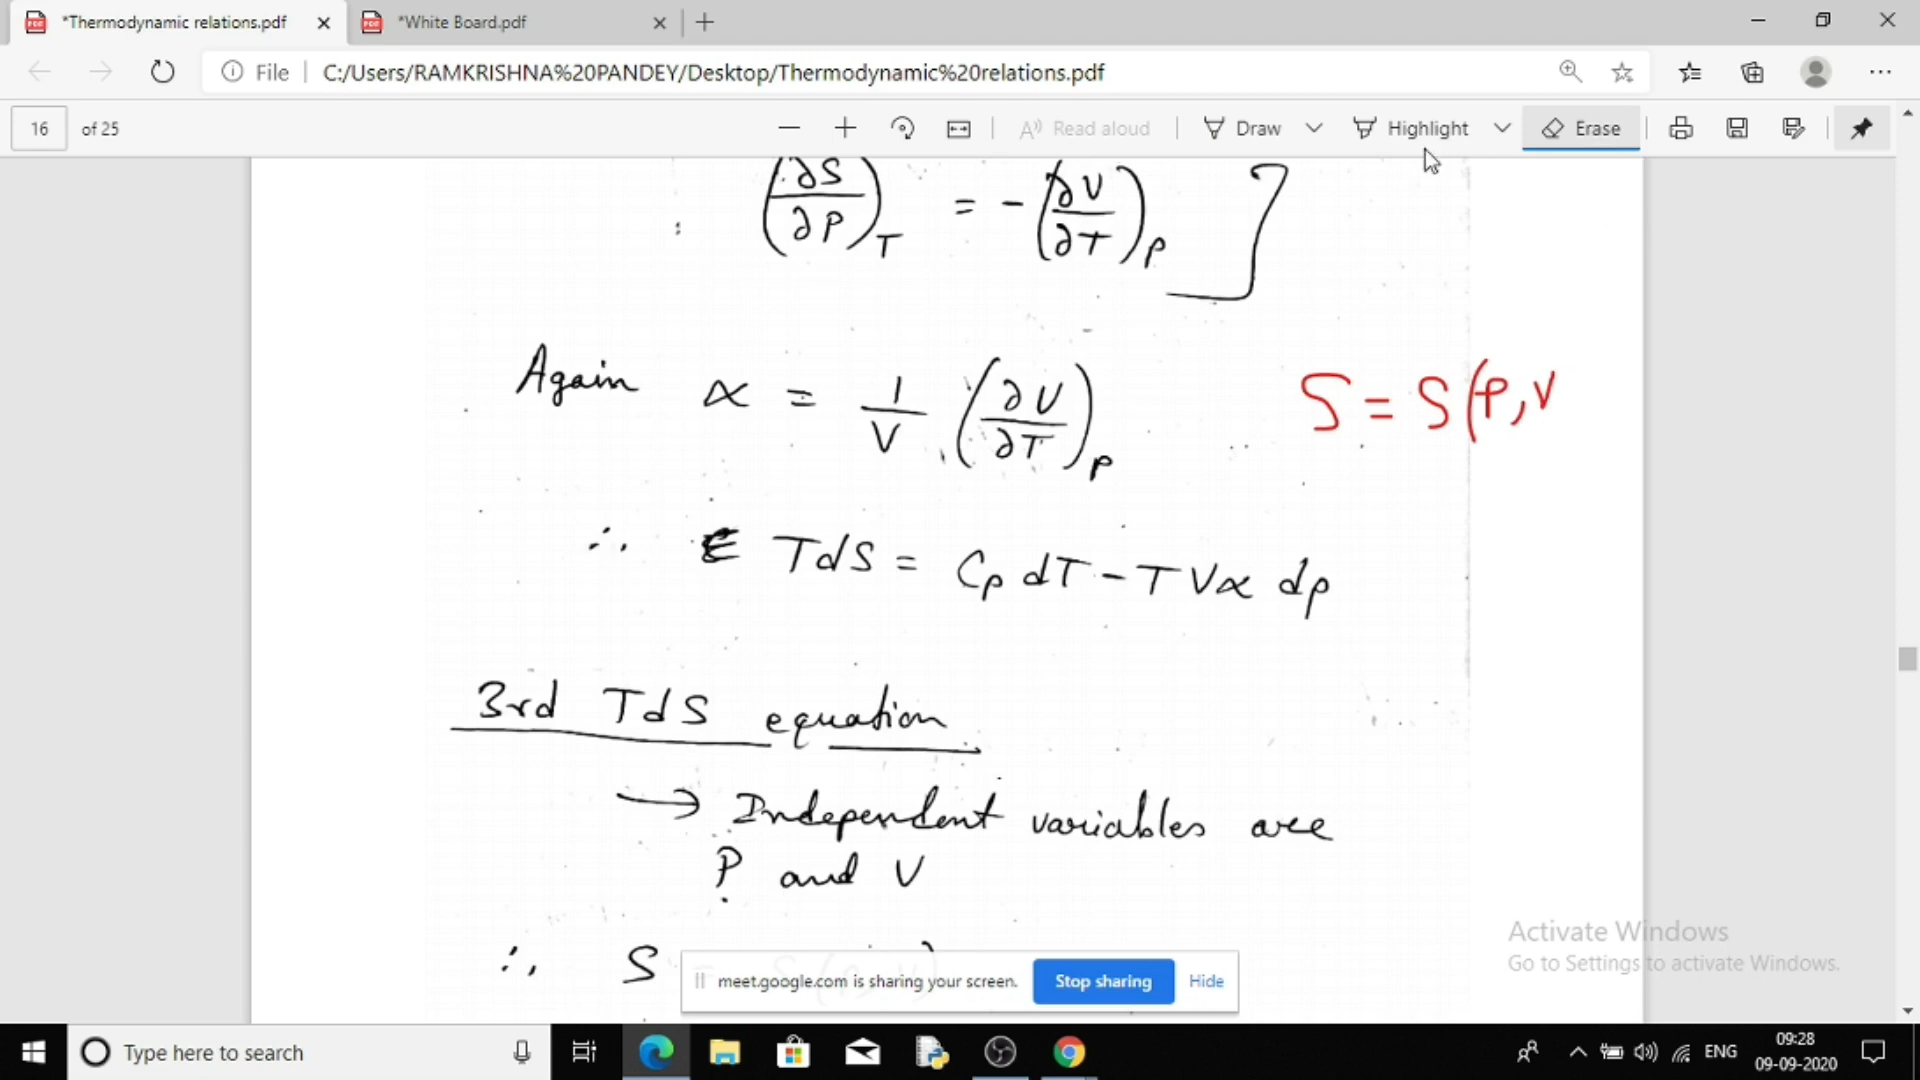 *Thermodynamic relations.pdf
*White Board.pdf
File
C:/Users/RAMKRISHNA%20PANDEY/Desktop/Thermodynamic%20relations.pdf
16 of 25
Read aloud
Draw
Highlight
Erase
(∂S/∂P)_T = -(∂V/∂T)_P ]
Again α = 1/V (∂V/∂T)_P
S = S(P,V
∴ TdS = Cp dT - TVα dp
3rd TdS equation
→ Independent variables are
P and V
∴ S
meet.google.com is sharing your screen. Stop sharing Hide
Activate Windows
Go to Settings to activate Windows.
Type here to search
ENG
09:28
09-09-2020